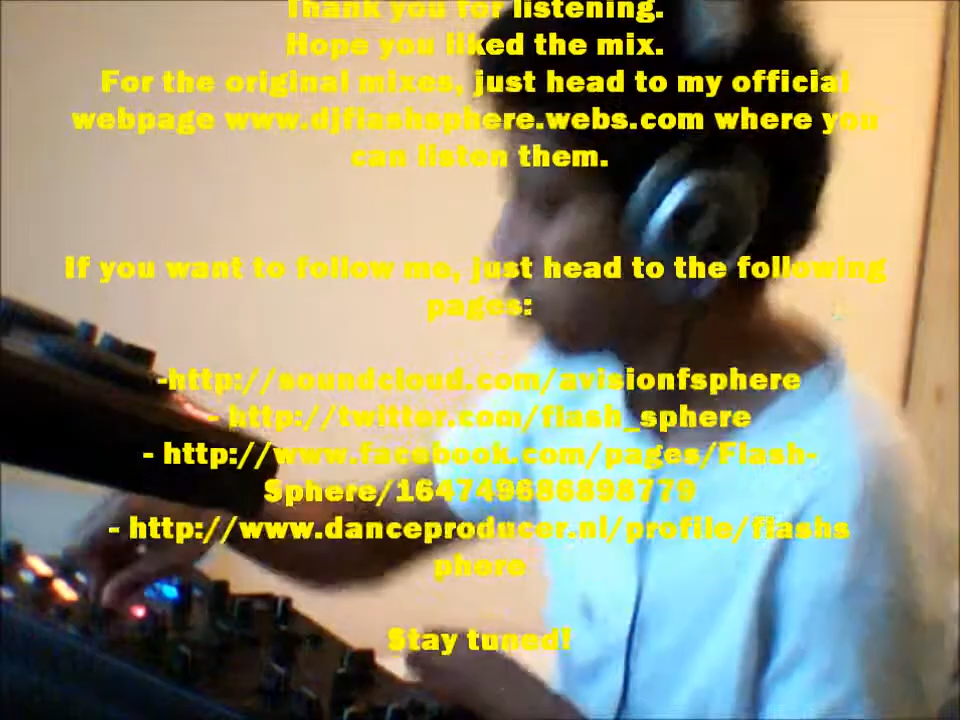 Thank you for listening.
Hope you liked the mix.
For the original mixes, just head to my official
webpage www.djflashsphere.webs.com where you
can listen them.
If you want to follow me, just head to the following
pages:
-http://soundcloud.com/avisionfsphere
- http://twitter.com/flash_sphere
- http://www.facebook.com/pages/Flash-
Sphere/164749686898779
- http://www.danceproducer.nl/profile/flashs
phere
Stay tuned!